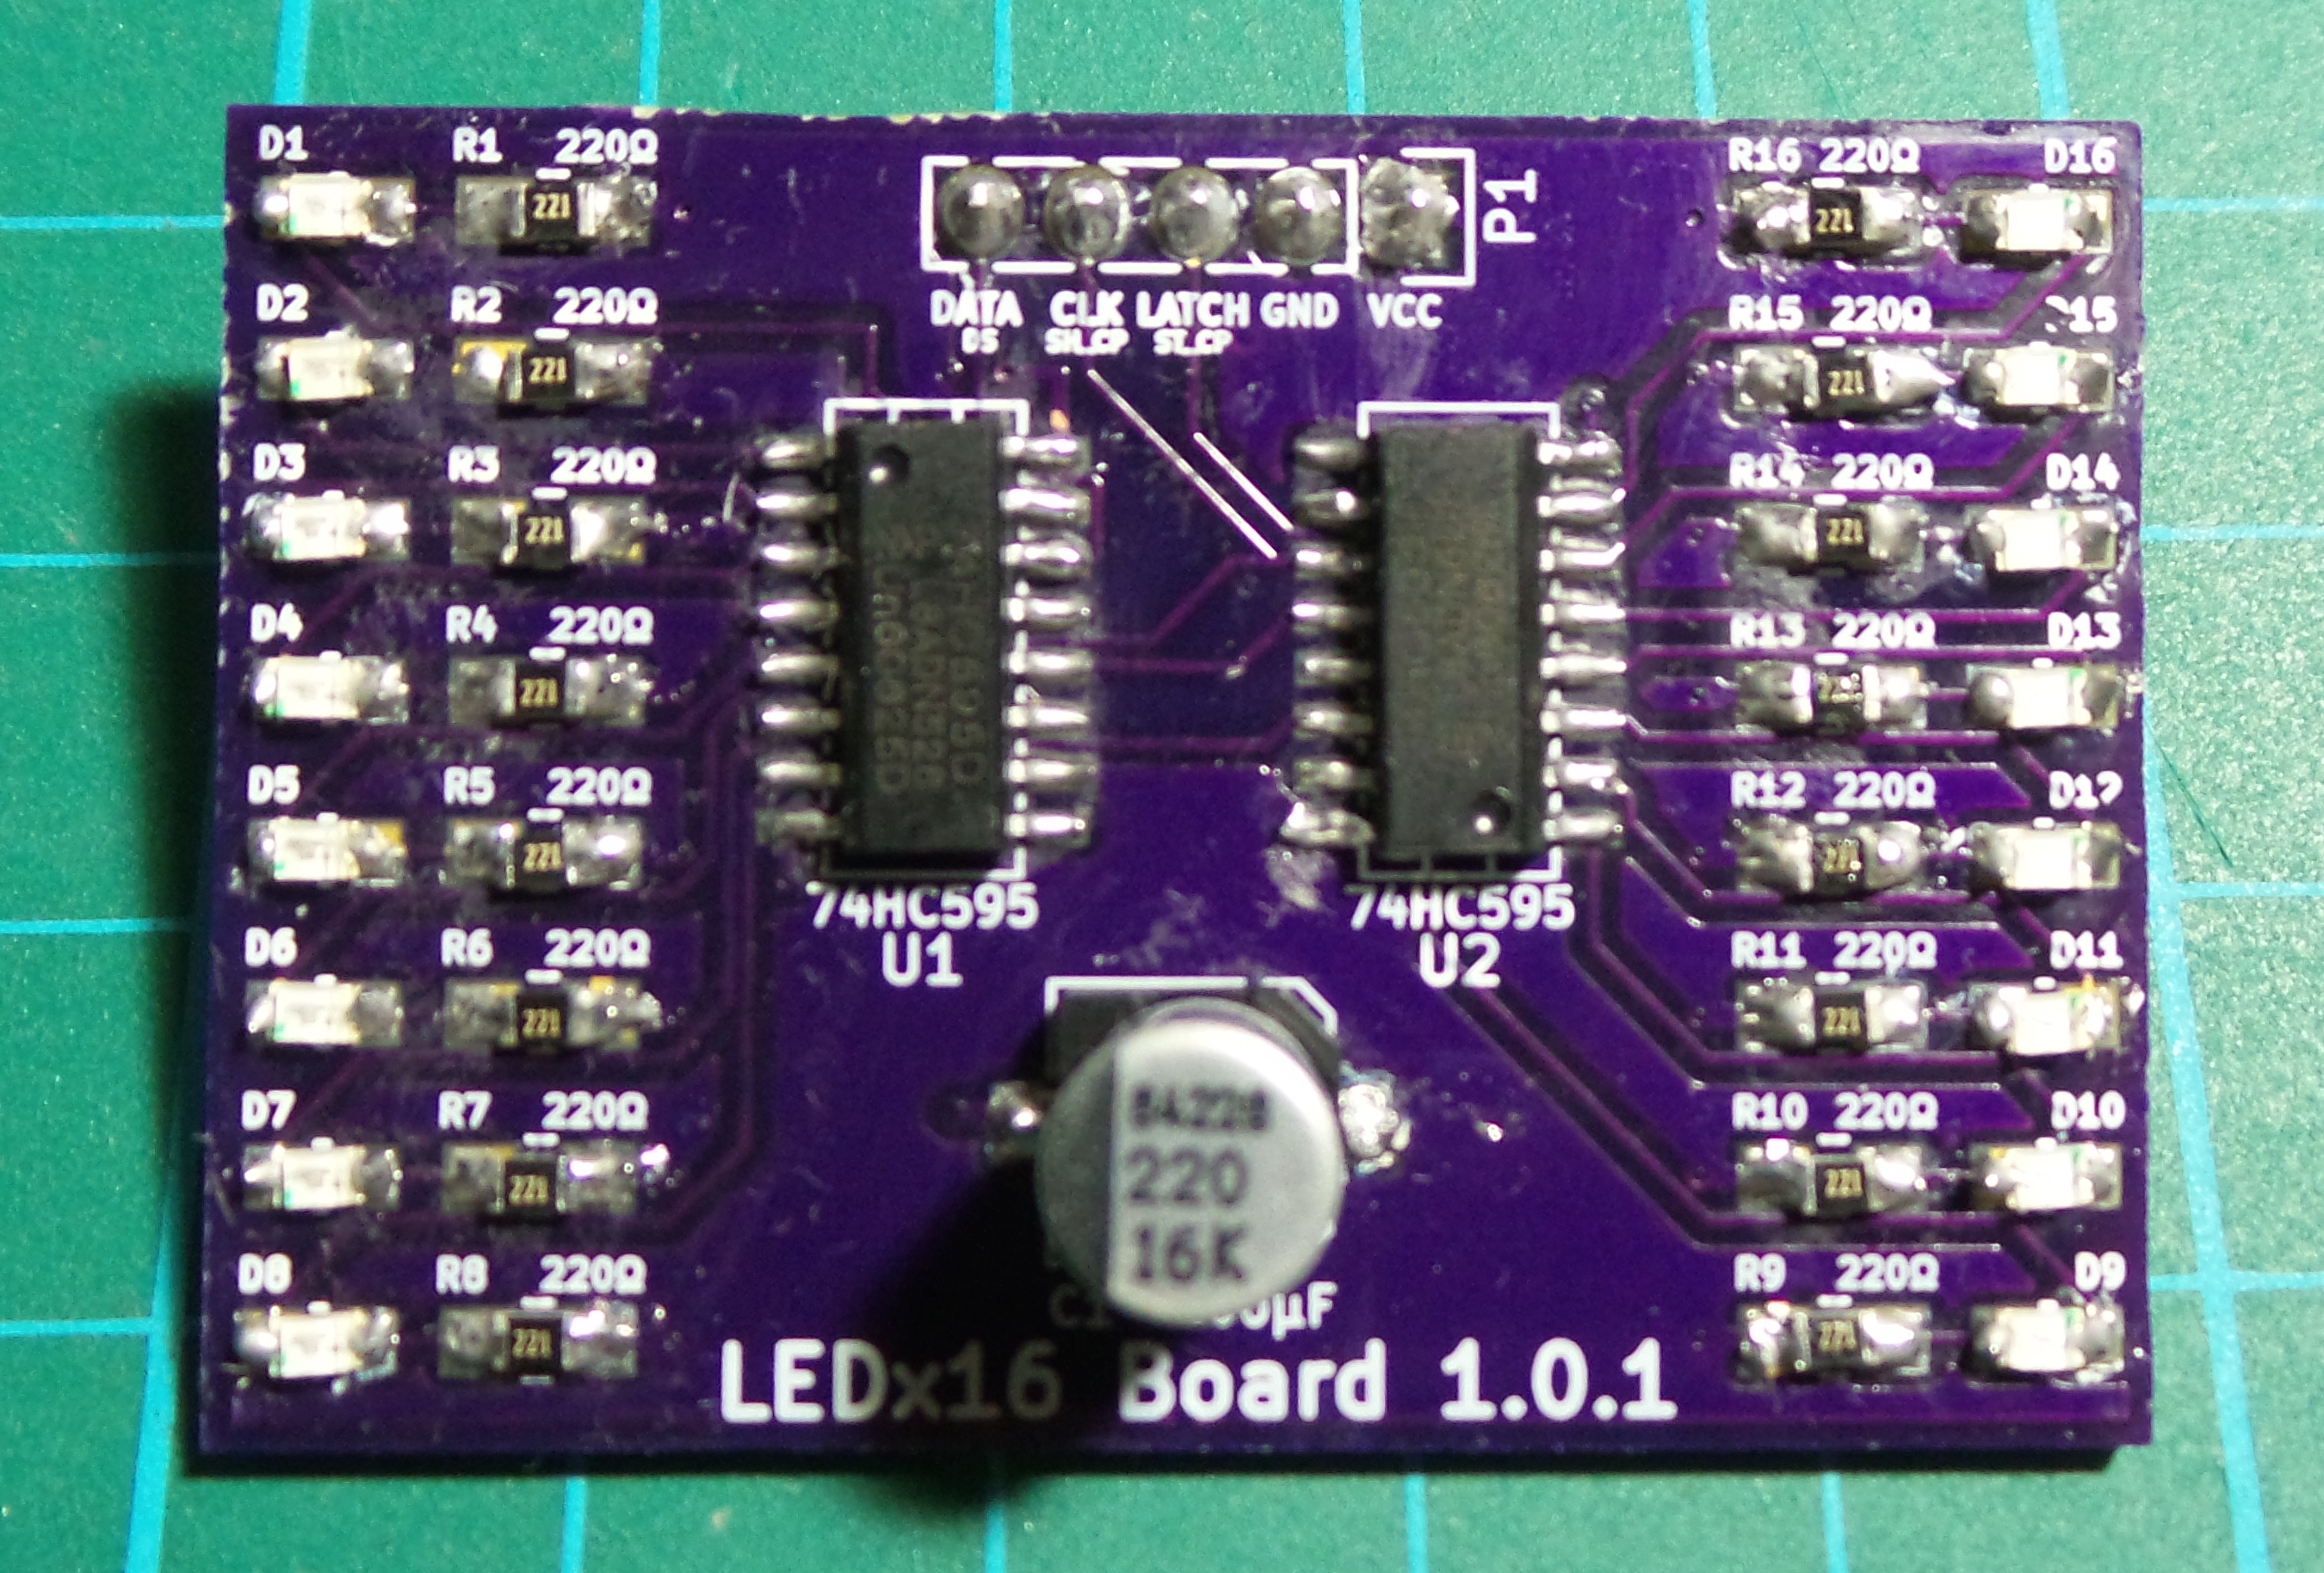 D1 R1 220Ω
221
D2 R2 220Ω
221
D3 R3 220Ω
221
D4 R4 220Ω
221
D5 R5 220Ω
221
D6 R6 220Ω
221
D7 R7 220Ω
221
D8 R8 220Ω
221
P1
DATA CLK LATCH GND VCC
DS SH_CP ST_CP
74HC595
U1
74HC595
U2
220
16K
µF
LEDx16 Board 1.0.1
R16 220Ω D16
221
R15 220Ω D15
221
R14 220Ω D14
221
R13 220Ω D13
R12 220Ω D12
221
R11 220Ω D11
221
R10 220Ω D10
221
R9 220Ω D9
221